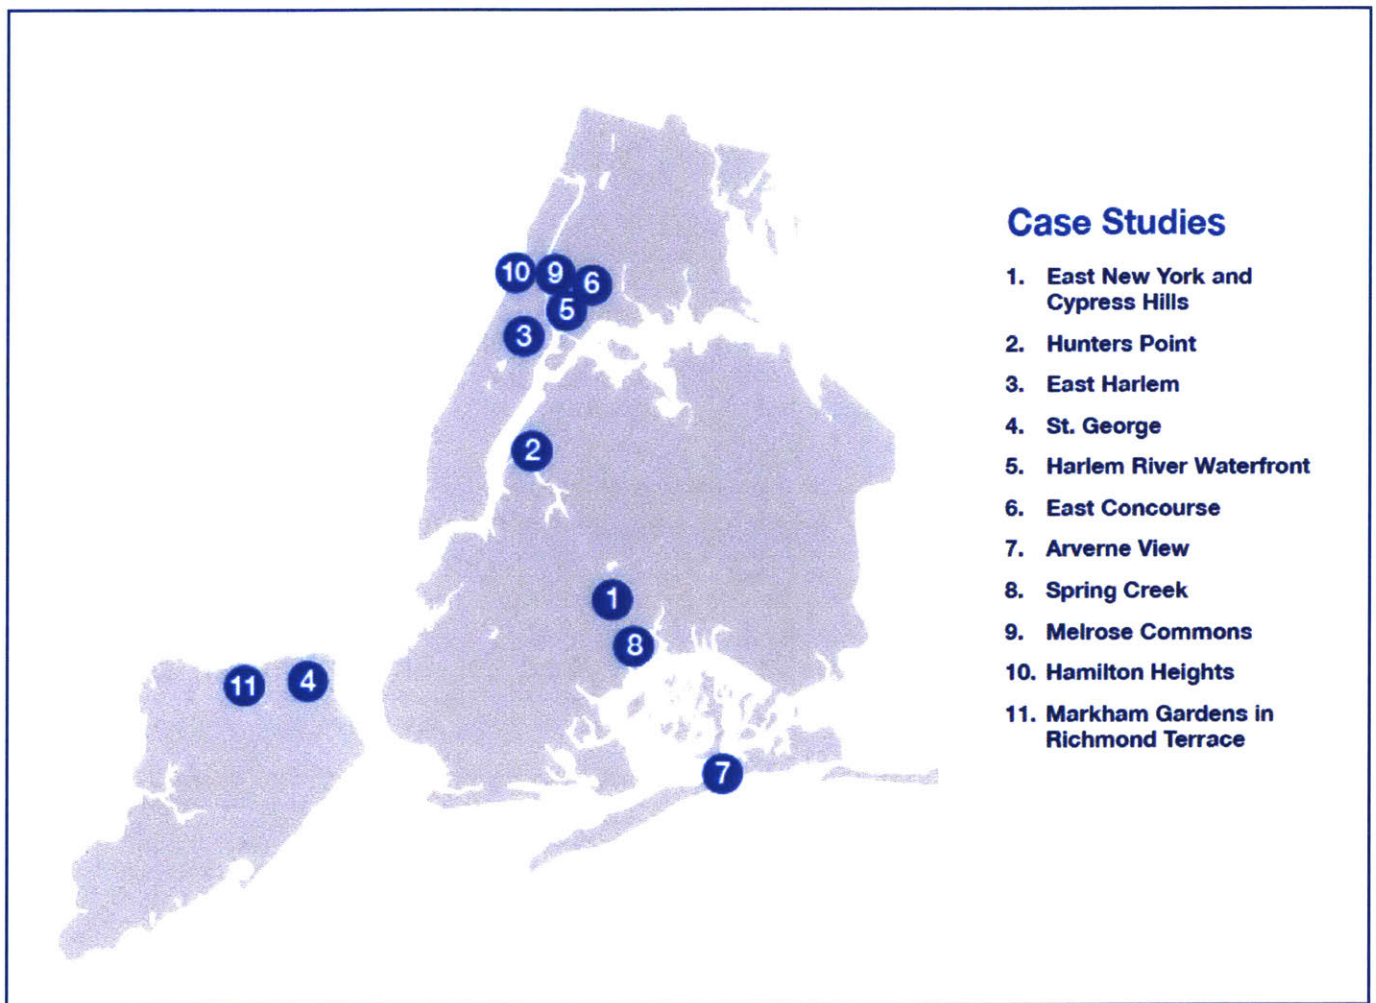 Case Studies
1. East New York and
Cypress Hills
2. Hunters Point
3. East Harlem
4. St. George
5. Harlem River Waterfront
6. East Concourse
7. Arverne View
8. Spring Creek
9. Melrose Commons
10. Hamilton Heights
11. Markham Gardens in
Richmond Terrace
10 9 6
5
3
2
1
8
11 4
7